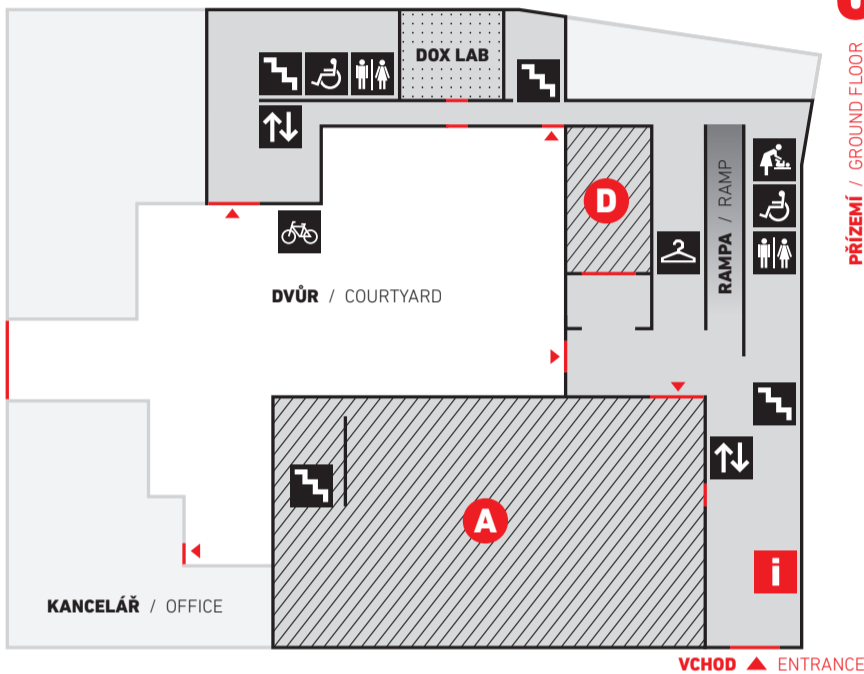 DOX LAB
D
RAMPA / RAMP
PŘÍZEMÍ / GROUND FLOOR
DVŮR / COURTYARD
A
i
KANCELÁŘ / OFFICE
VCHOD ▲ ENTRANCE